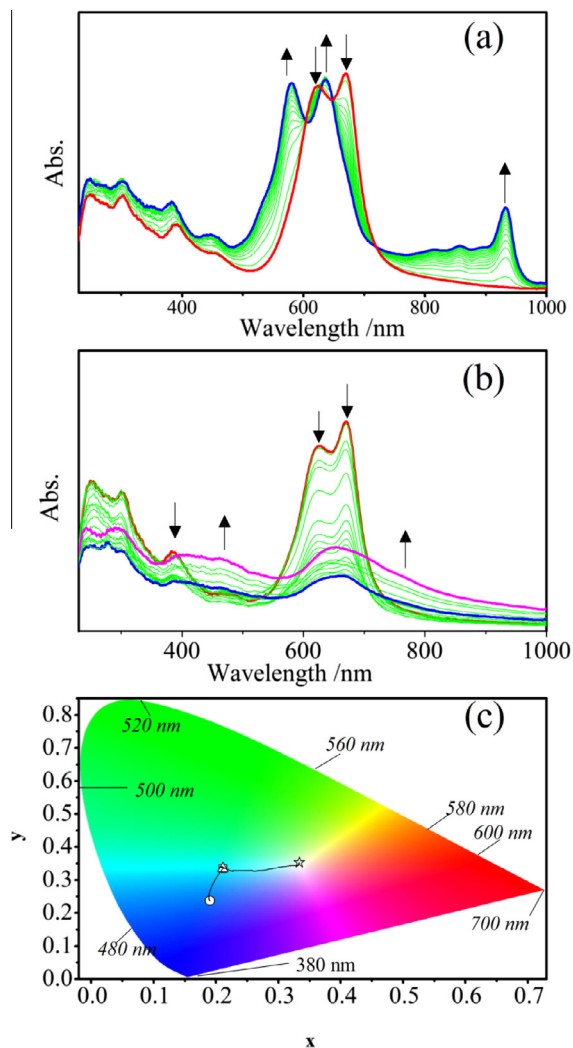 (a)
Abs.
400 600 800 1000
Wavelength /nm
(b)
Abs.
400 600 800 1000
Wavelength /nm
(c)
0.8
0.7
0.6
0.5
0.4
0.3
0.2
0.1
0.0
y
520 nm
560 nm
500 nm
580 nm
600 nm
700 nm
480 nm
380 nm
0.0 0.1 0.2 0.3 0.4 0.5 0.6 0.7
x